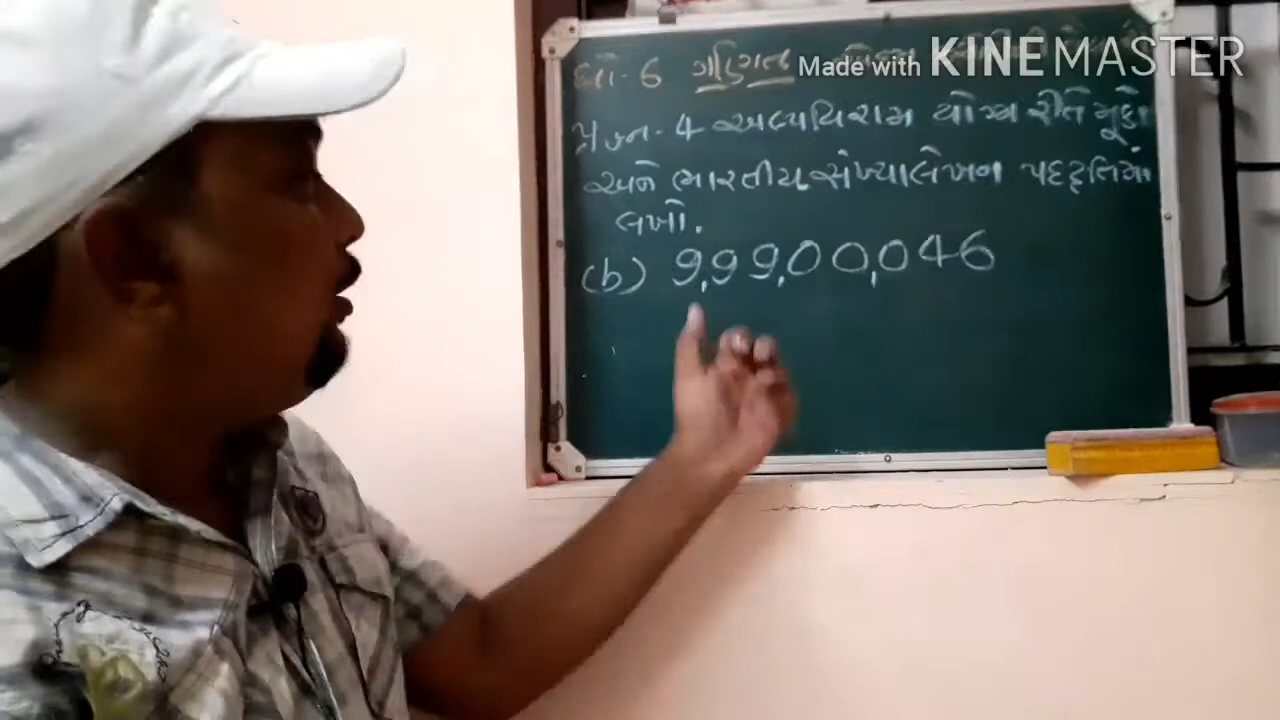 Made with KINEMASTER
ધો-6 ગણિત
પ્રશ્ન-4 અલ્પવિરામ યોગ્ય રીતે મૂકો
અને ભારતીય સંખ્યાલેખન પદ્ધતિમાં
લખો.
(b) 9,99,00,046